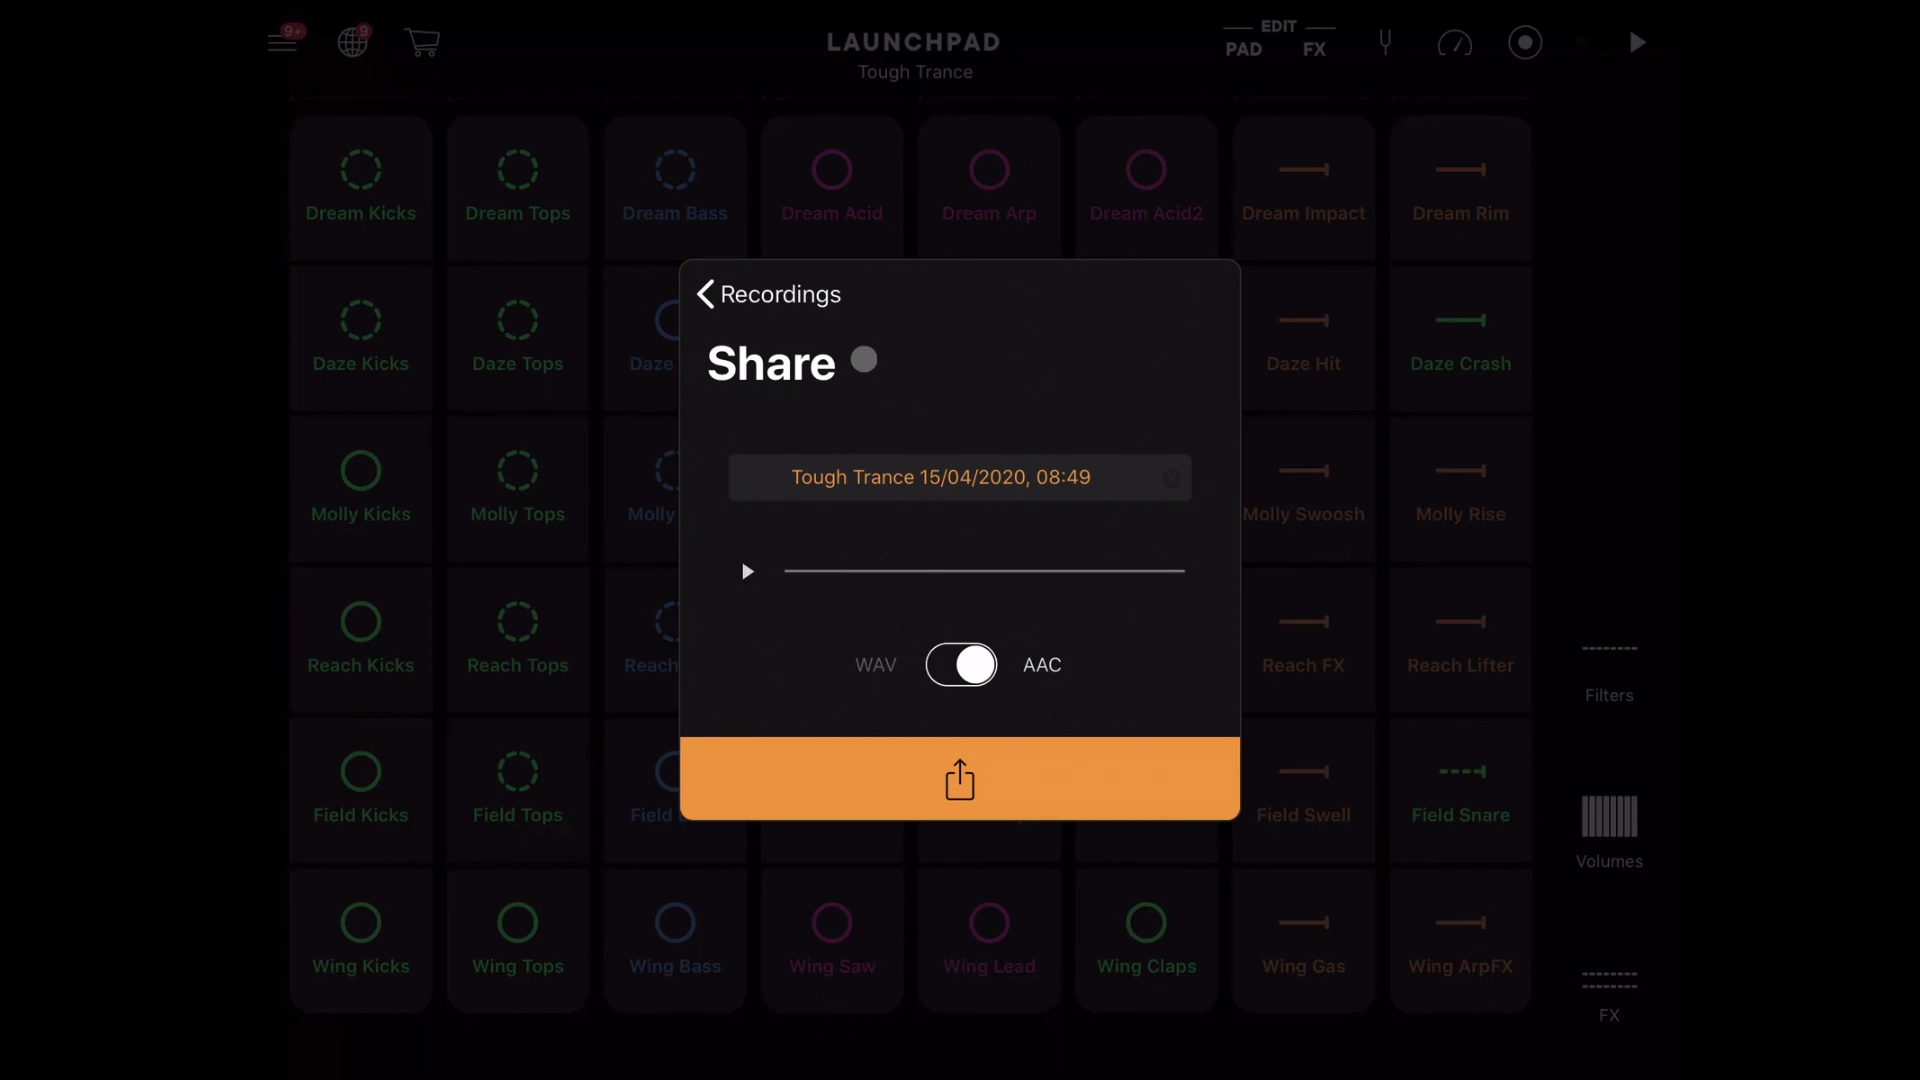 9+
9
LAUNCHPAD
Tough Trance
EDIT
PAD FX
Dream Kicks Dream Tops Dream Bass Dream Acid Dream Arp Dream Acid2 Dream Impact Dream Rim
Recordings
Share
Daze Kicks Daze Tops Daze Daze Hit Daze Crash
Tough Trance 15/04/2020, 08:49
Molly Kicks Molly Tops Molly Molly Swoosh Molly Rise
WAV AAC
Reach Kicks Reach Tops Reach Reach FX Reach Lifter
Filters
Field Kicks Field Tops Field Field Swell Field Snare
Volumes
Wing Kicks Wing Tops Wing Bass Wing Saw Wing Lead Wing Claps Wing Gas Wing ArpFX
FX